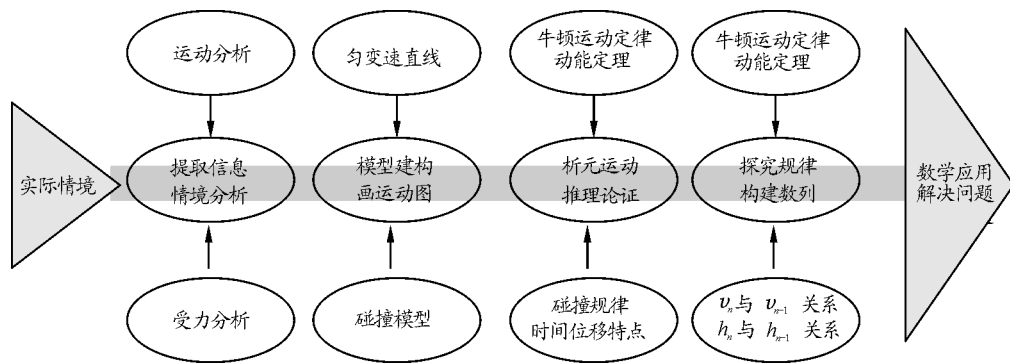 运动分析
匀变速直线
牛顿运动定律
动能定理
牛顿运动定律
动能定理
实际情境
提取信息
情境分析
模型建构
画运动图
析元运动
推理论证
探究规律
构建数列
数学应用
解决问题
受力分析
碰撞模型
碰撞规律
时间位移特点
υₙ与 υₙ₋₁ 关系
hₙ与 hₙ₋₁ 关系